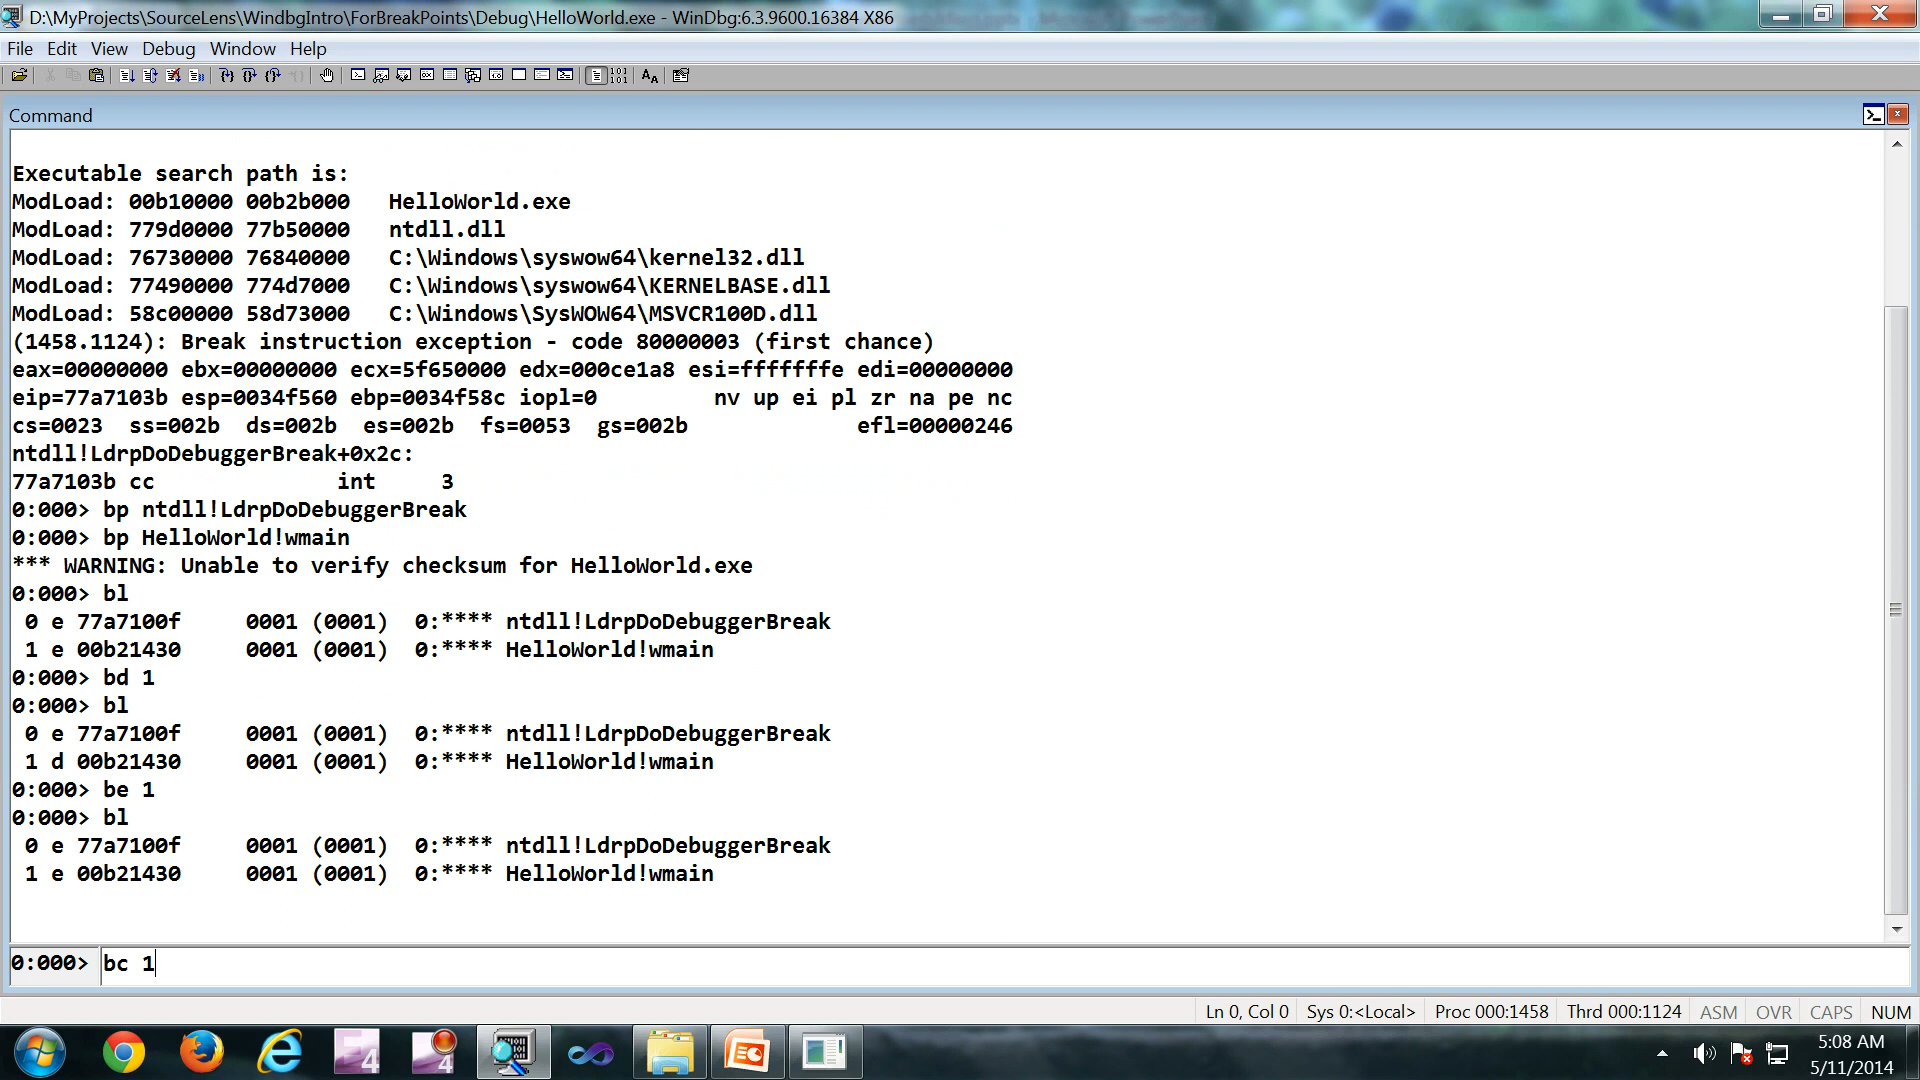 D:\MyProjects\SourceLens\WindbgIntro\ForBreakPoints\Debug\HelloWorld.exe - WinDbg:6.3.9600.16384 X86
File Edit View Debug Window Help
Command
Executable search path is:
ModLoad: 00b10000 00b2b000   HelloWorld.exe
ModLoad: 779d0000 77b50000   ntdll.dll
ModLoad: 76730000 76840000   C:\Windows\syswow64\kernel32.dll
ModLoad: 77490000 774d7000   C:\Windows\syswow64\KERNELBASE.dll
ModLoad: 58c00000 58d73000   C:\Windows\SysWOW64\MSVCR100D.dll
(1458.1124): Break instruction exception - code 80000003 (first chance)
eax=00000000 ebx=00000000 ecx=5f650000 edx=000ce1a8 esi=fffffffe edi=00000000
eip=77a7103b esp=0034f560 ebp=0034f58c iopl=0         nv up ei pl zr na pe nc
cs=0023  ss=002b  ds=002b  es=002b  fs=0053  gs=002b             efl=00000246
ntdll!LdrpDoDebuggerBreak+0x2c:
77a7103b cc              int     3
0:000> bp ntdll!LdrpDoDebuggerBreak
0:000> bp HelloWorld!wmain
*** WARNING: Unable to verify checksum for HelloWorld.exe
0:000> bl
 0 e 77a7100f     0001 (0001)  0:**** ntdll!LdrpDoDebuggerBreak
 1 e 00b21430     0001 (0001)  0:**** HelloWorld!wmain
0:000> bd 1
0:000> bl
 0 e 77a7100f     0001 (0001)  0:**** ntdll!LdrpDoDebuggerBreak
 1 d 00b21430     0001 (0001)  0:**** HelloWorld!wmain
0:000> be 1
0:000> bl
 0 e 77a7100f     0001 (0001)  0:**** ntdll!LdrpDoDebuggerBreak
 1 e 00b21430     0001 (0001)  0:**** HelloWorld!wmain
0:000> bc 1
Ln 0, Col 0 Sys 0:<Local> Proc 000:1458 Thrd 000:1124 ASM OVR CAPS NUM
5:08 AM
5/11/2014